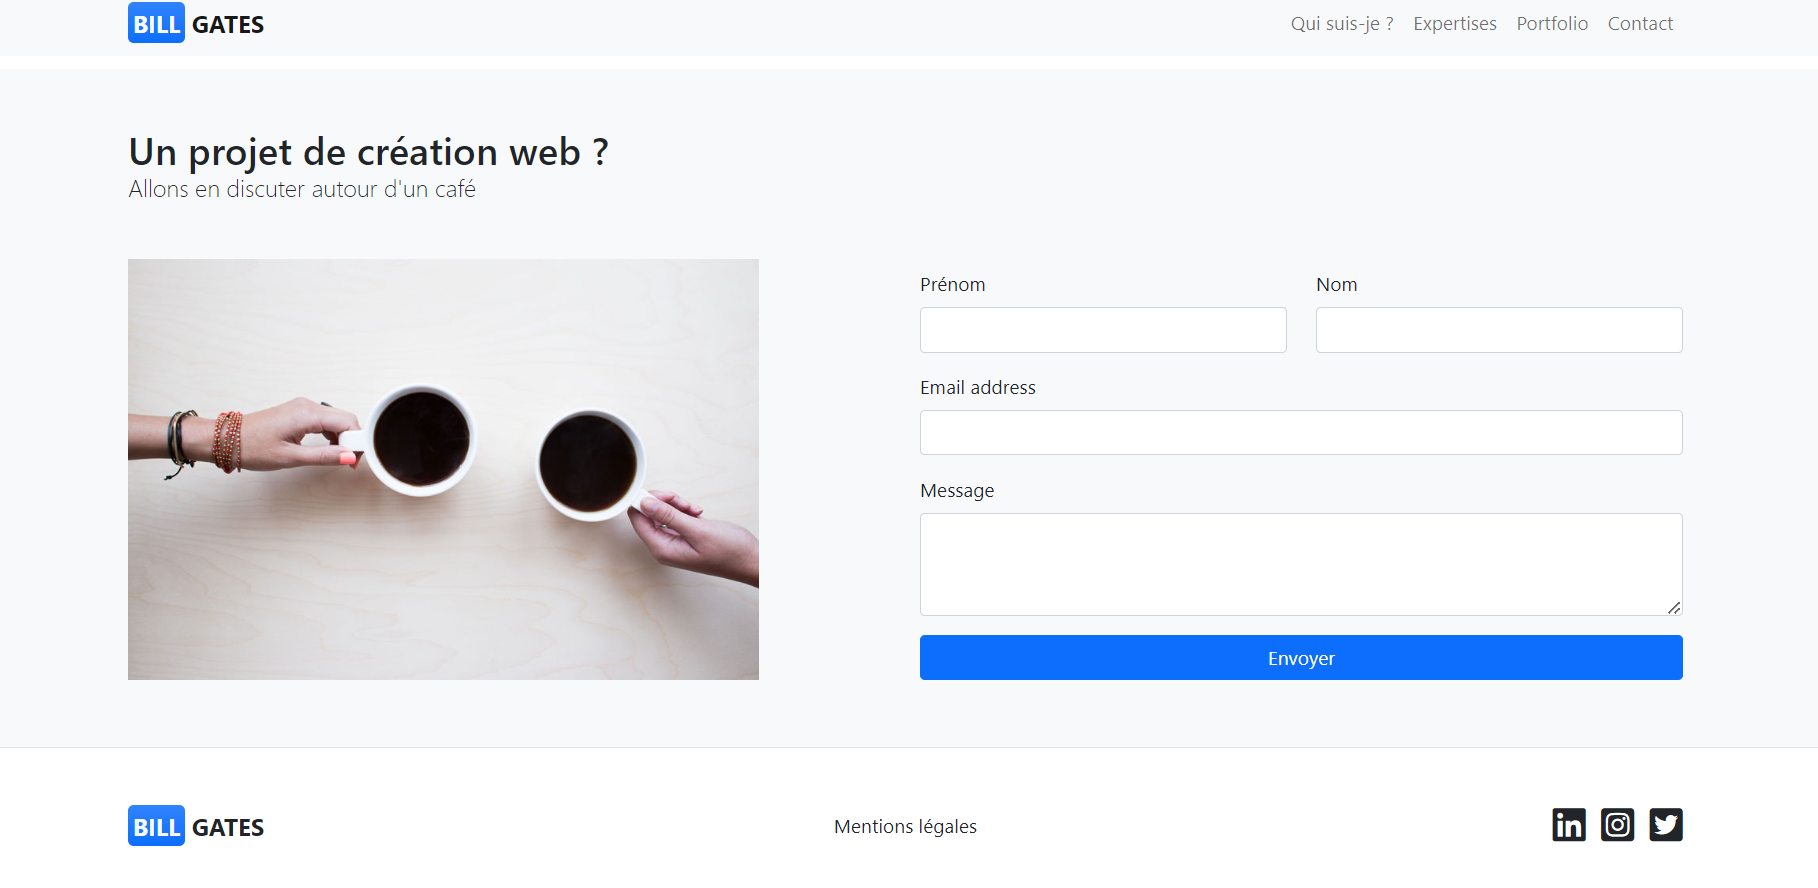 BILL GATES
Qui suis-je ? Expertises Portfolio Contact
Un projet de création web ?
Allons en discuter autour d'un café
Prénom Nom
Email address
Message
Envoyer
BILL GATES
Mentions légales
in